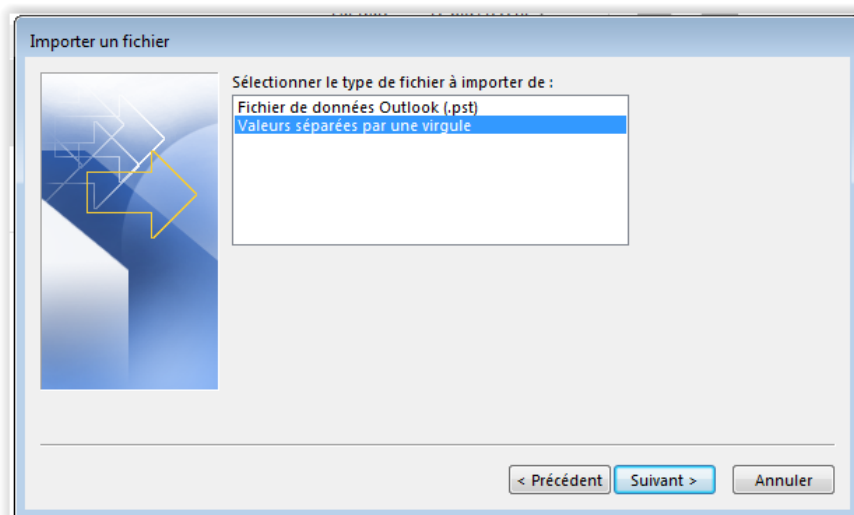 Importer un fichier
Sélectionner le type de fichier à importer de :
Fichier de données Outlook (.pst)
Valeurs séparées par une virgule
< Précédent
Suivant >
Annuler